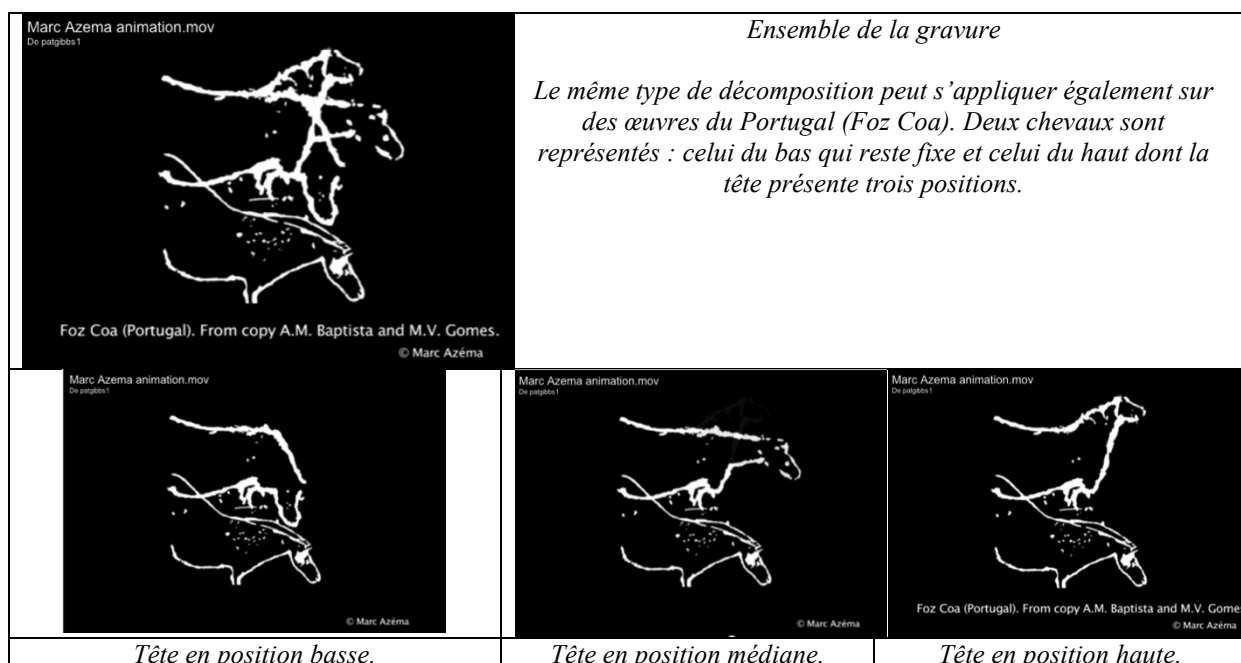 Marc Azema animation.mov
De patgibbs1
Foz Coa (Portugal). From copy A.M. Baptista and M.V. Gomes.
© Marc Azéma
Ensemble de la gravure
Le même type de décomposition peut s’appliquer également sur
des œuvres du Portugal (Foz Coa). Deux chevaux sont
représentés : celui du bas qui reste fixe et celui du haut dont la
tête présente trois positions.
Marc Azema animation.mov
De patgibbs1
© Marc Azéma
Marc Azema animation.mov
De patgibbs1
© Marc Azéma
Marc Azema animation.mov
De patgibbs1
Foz Coa (Portugal). From copy A.M. Baptista and M.V. Gome
© Marc Azéma
Tête en position basse.
Tête en position médiane.
Tête en position haute.